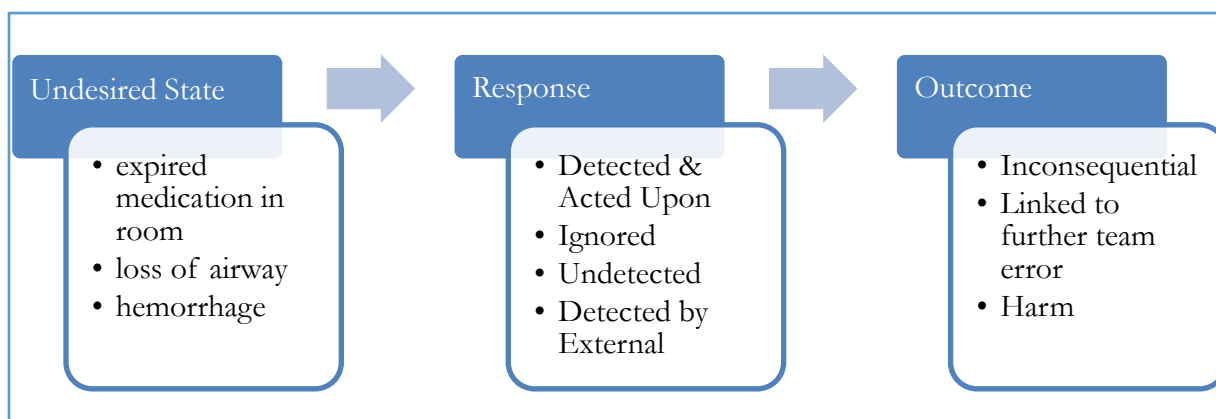 Undesired State
• expired
medication in
room
• loss of airway
• hemorrhage
Response
• Detected &
Acted Upon
• Ignored
• Undetected
• Detected by
External
Outcome
• Inconsequential
• Linked to
further team
error
• Harm